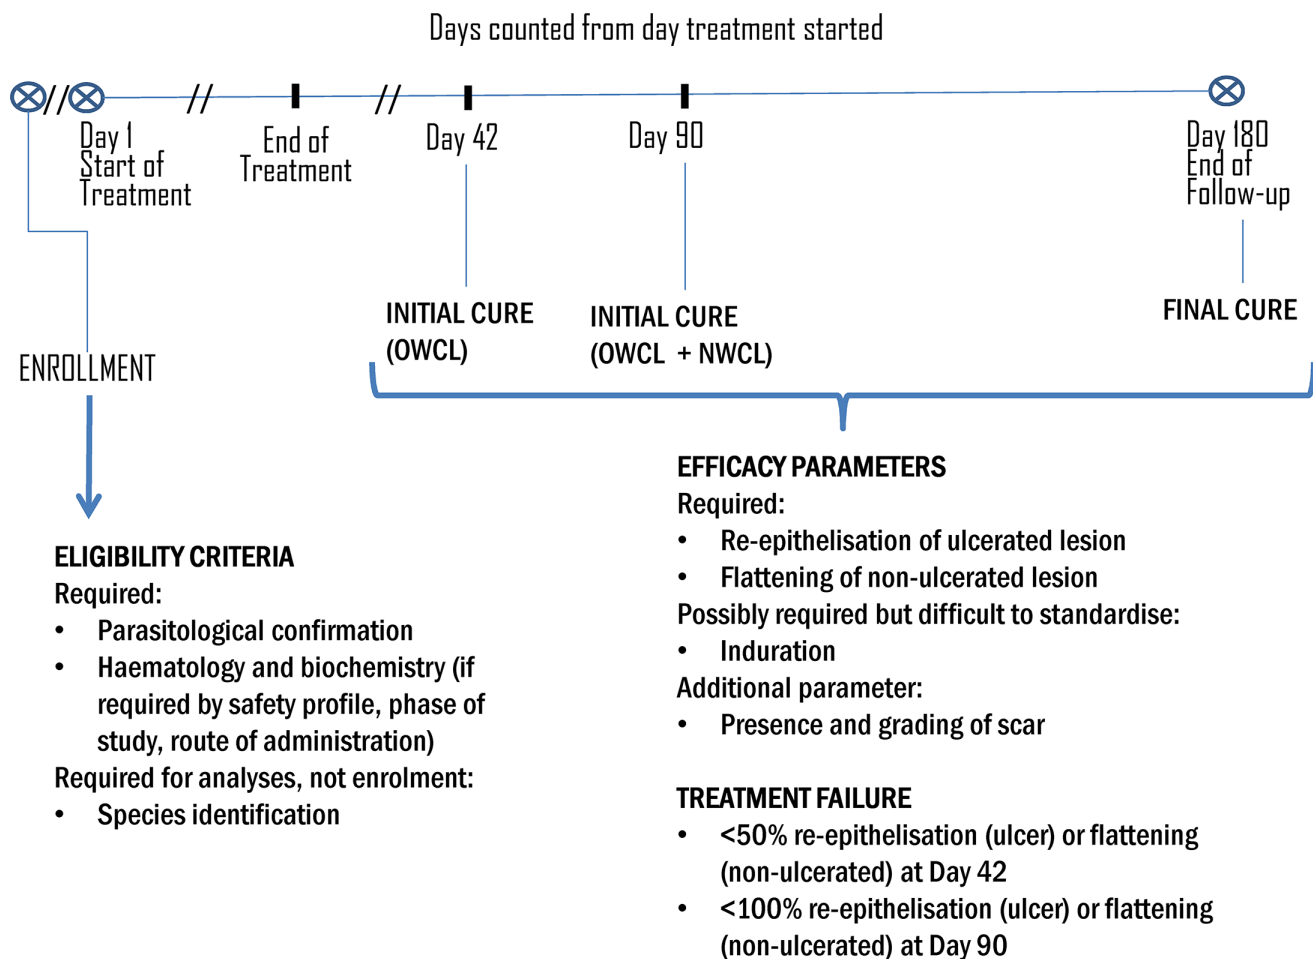 Days counted from day treatment started
Day 1
Start of
Treatment
End of
Treatment
Day 42
Day 90
Day 180
End of
Follow-up
INITIAL CURE
(OWCL)
INITIAL CURE
(OWCL + NWCL)
FINAL CURE
ENROLLMENT
ELIGIBILITY CRITERIA
Required:
• Parasitological confirmation
• Haematology and biochemistry (if
required by safety profile, phase of
study, route of administration)
Required for analyses, not enrolment:
• Species identification
EFFICACY PARAMETERS
Required:
• Re-epithelisation of ulcerated lesion
• Flattening of non-ulcerated lesion
Possibly required but difficult to standardise:
• Induration
Additional parameter:
• Presence and grading of scar
TREATMENT FAILURE
• <50% re-epithelisation (ulcer) or flattening
(non-ulcerated) at Day 42
• <100% re-epithelisation (ulcer) or flattening
(non-ulcerated) at Day 90